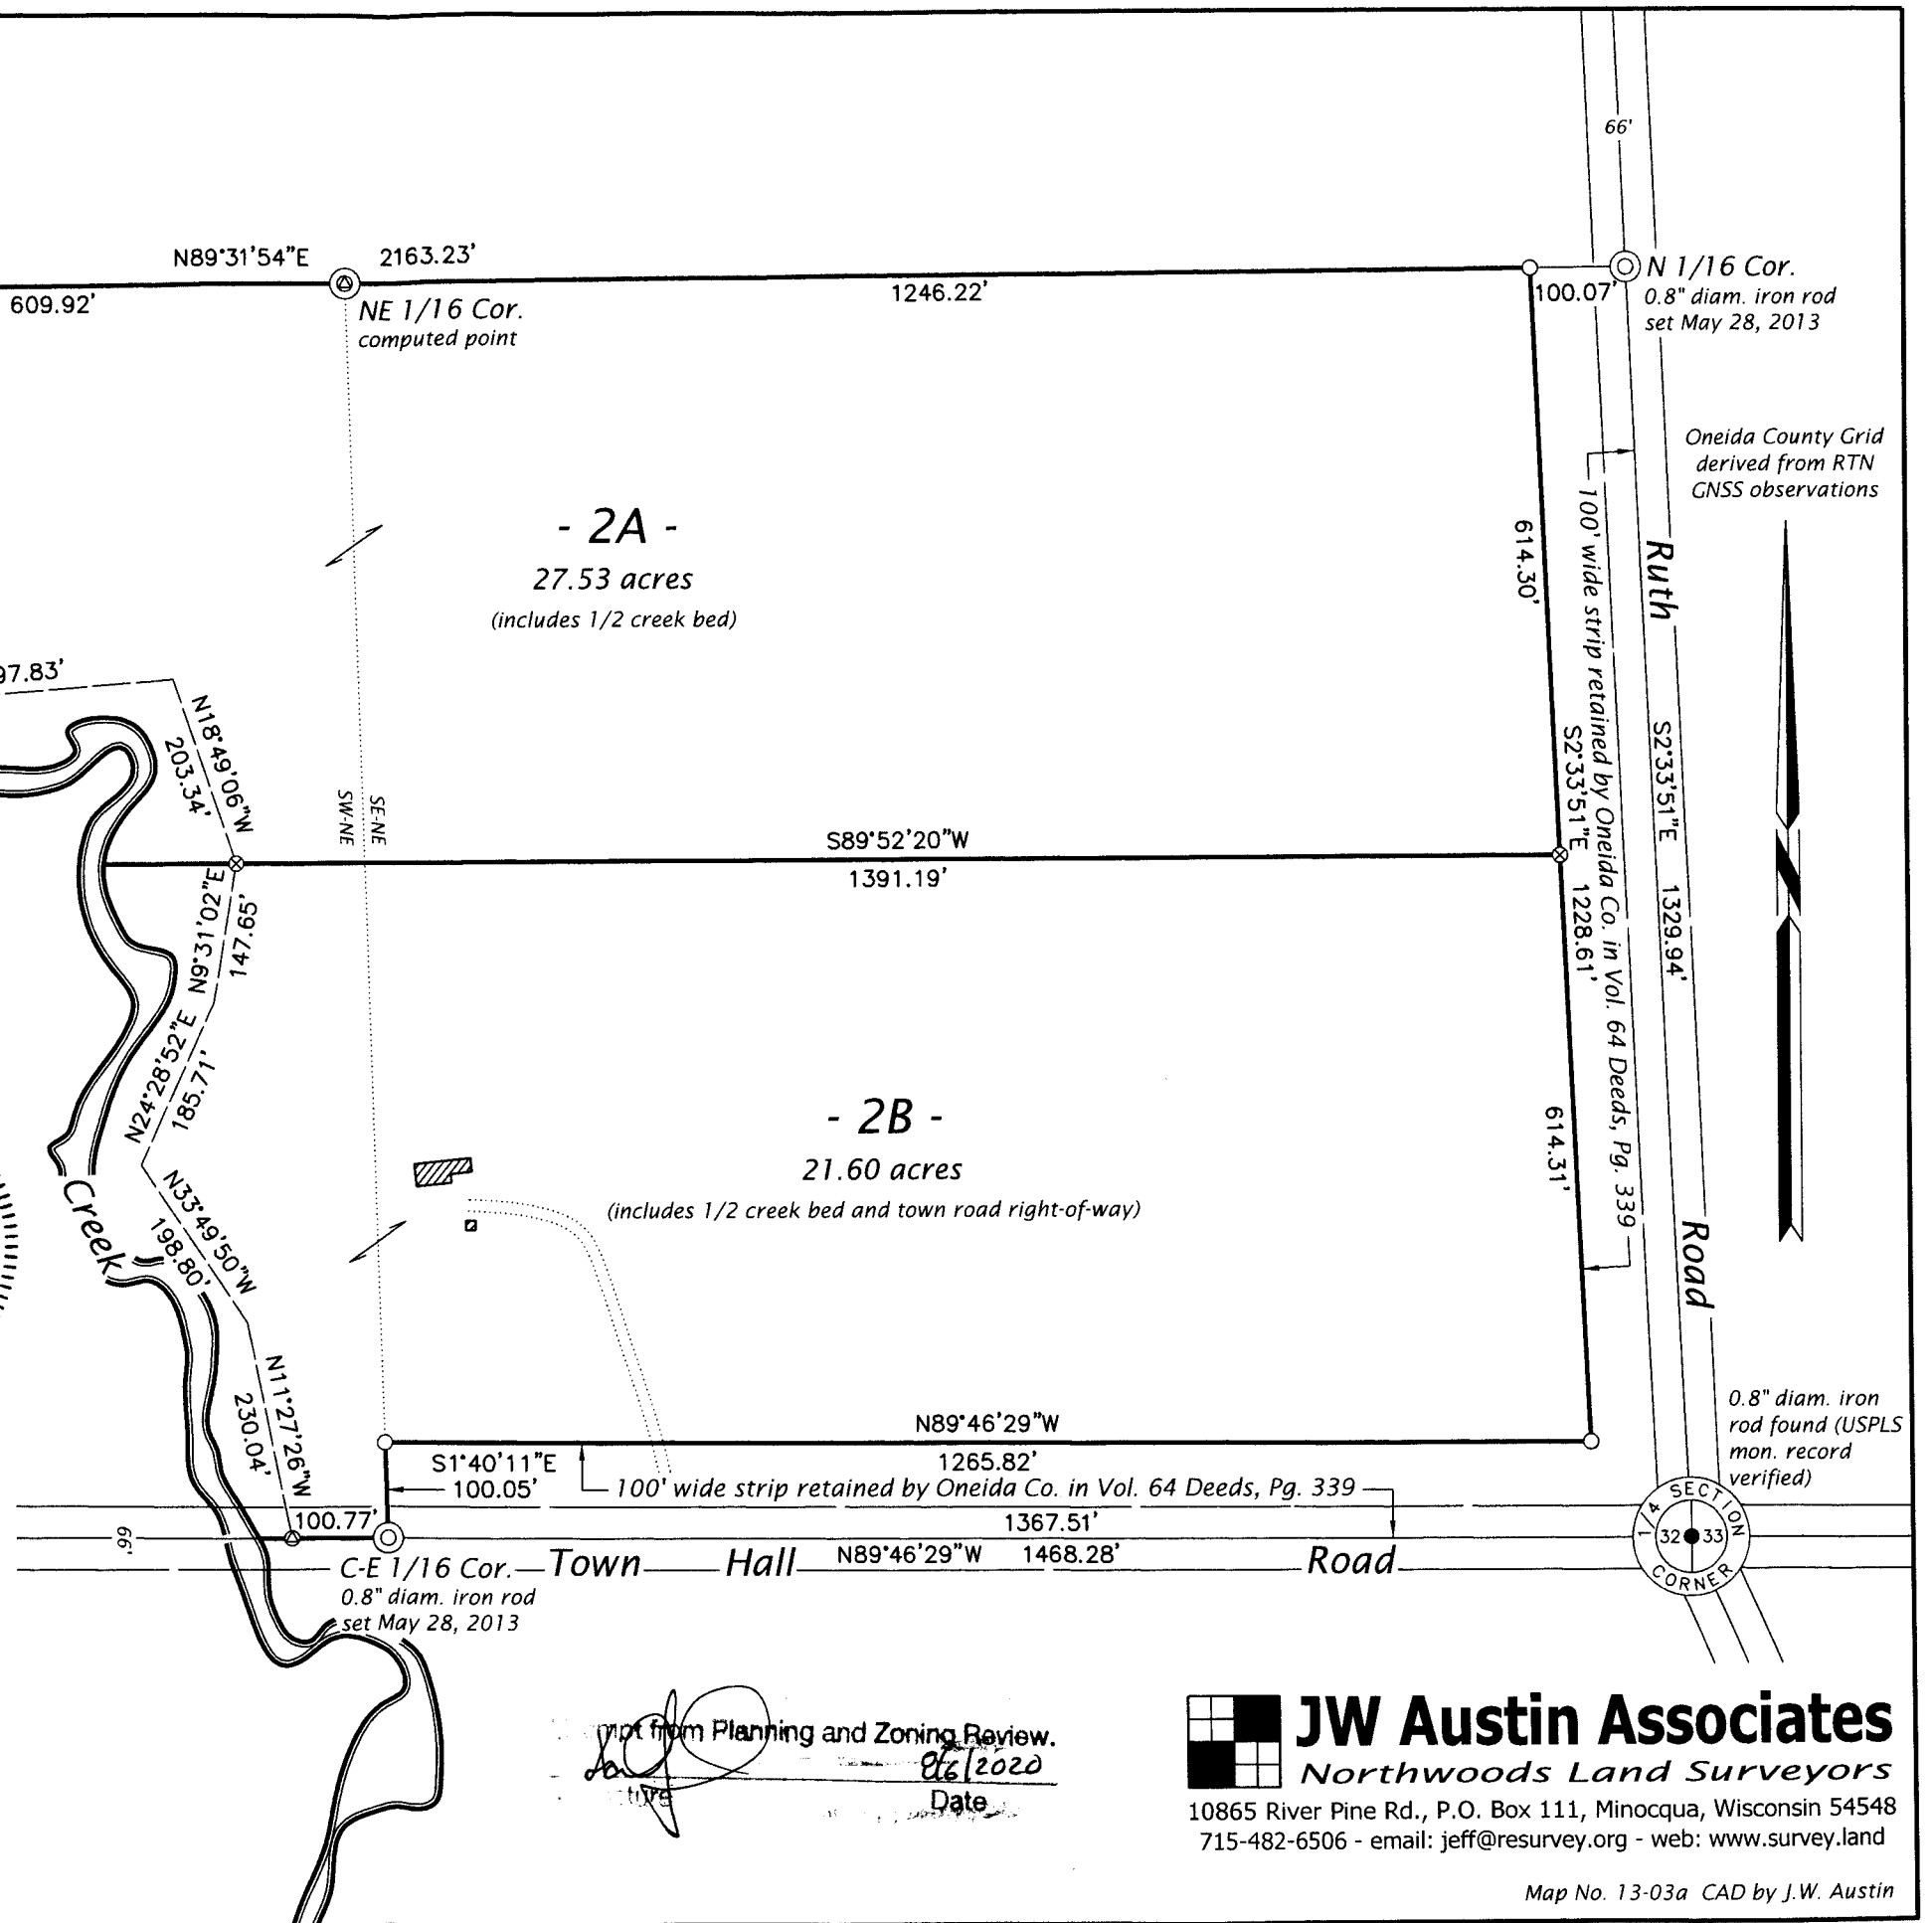 66'
N89°31'54"E
2163.23'
609.92'
1246.22'
100.07'
NE 1/16 Cor.
computed point
N 1/16 Cor.
0.8" diam. iron rod
set May 28, 2013
Oneida County Grid
derived from RTN
GNSS observations
- 2A -
27.53 acres
(includes 1/2 creek bed)
614.30'
100' wide strip retained by Oneida Co. in Vol. 64 Deeds, Pg. 339
Ruth Road
S2°33'51"E 1329.94'
S2°33'51"E 1228.61'
97.83'
N18°49'06"W
203.34'
SW-NE
SE-NE
S89°52'20"W
1391.19'
N9°31'02"E
147.65'
N24°28'52"E
185.71'
- 2B -
21.60 acres
(includes 1/2 creek bed and town road right-of-way)
614.31'
Creek
N33°49'50"W
198.80'
N11°27'26"W
230.04'
N89°46'29"W
1265.82'
S1°40'11"E
100.05'
100' wide strip retained by Oneida Co. in Vol. 64 Deeds, Pg. 339
0.8" diam. iron
rod found (USPLS
mon. record
verified)
1/4 SECTION
32 33
CORNER
66'
100.77'
1367.51'
C-E 1/16 Cor.
0.8" diam. iron rod
set May 28, 2013
Town Hall Road
N89°46'29"W 1468.28'
from Planning and Zoning Review.
8/6/2020
Date
JW Austin Associates
Northwoods Land Surveyors
10865 River Pine Rd., P.O. Box 111, Minocqua, Wisconsin 54548
715-482-6506 - email: jeff@resurvey.org - web: www.survey.land
Map No. 13-03a CAD by J.W. Austin